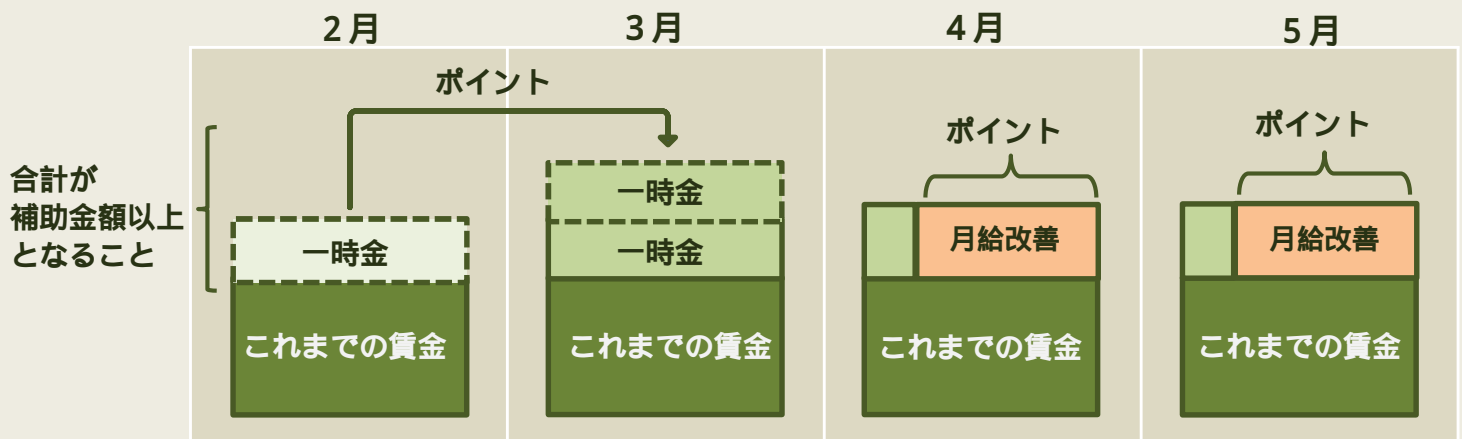 2月
3月
4月
5月
ポイント
ポイント
ポイント
合計が
補助金額以上
となること
一時金
一時金
一時金
月給改善
月給改善
これまでの賃金
これまでの賃金
これまでの賃金
これまでの賃金